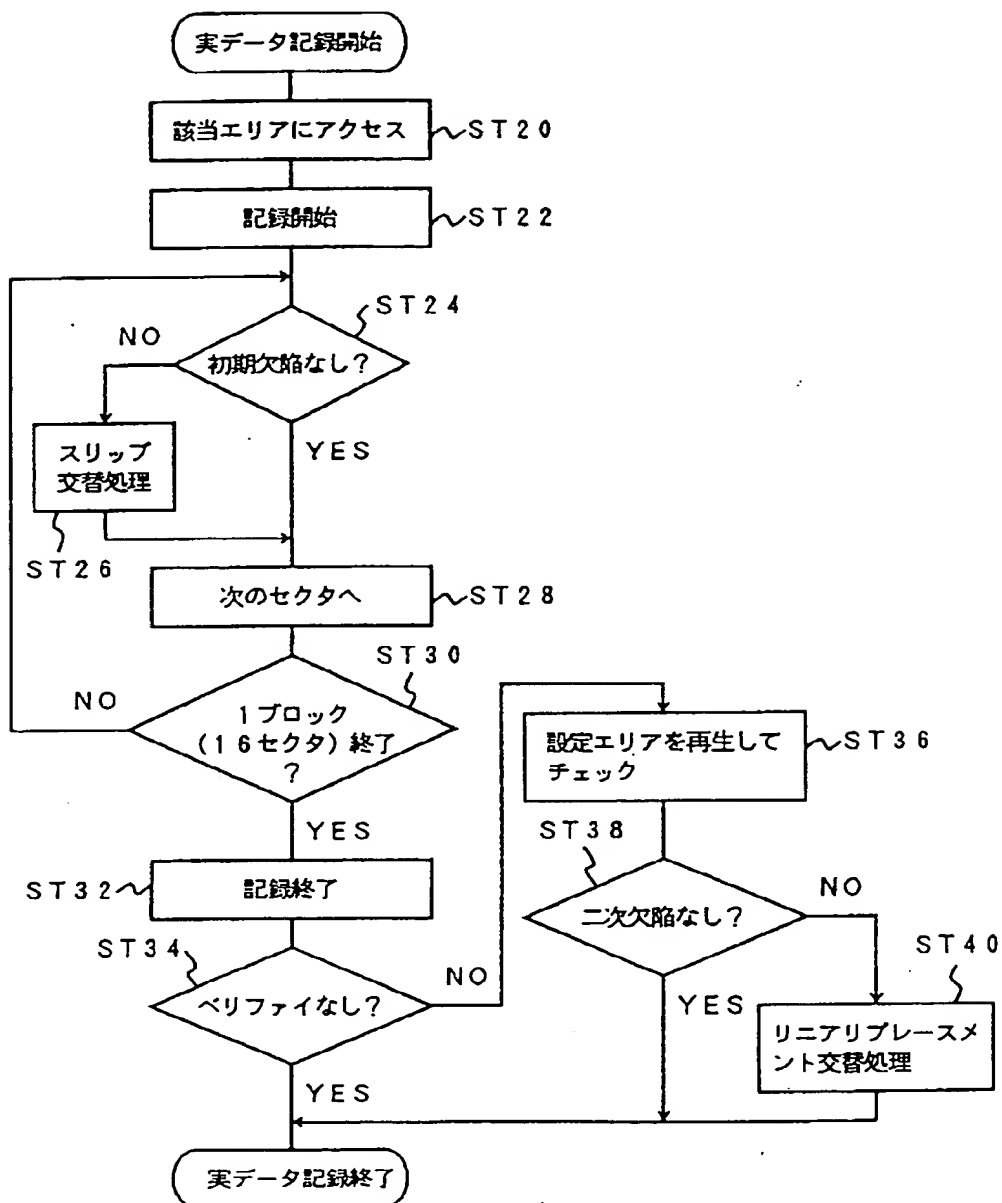 実データ記録開始
該当エリアにアクセス
ST20
記録開始
ST22
ST24
NO
初期欠陥なし?
YES
スリップ
交替処理
ST26
次のセクタへ
ST28
ST30
NO
1ブロック
(16セクタ)終了
?
YES
設定エリアを再生して
チェック
ST36
ST38
二次欠陥なし?
NO
YES
ST40
リニアリプレースメ
ント交替処理
ST32
記録終了
ST34
ベリファイなし?
NO
YES
実データ記録終了